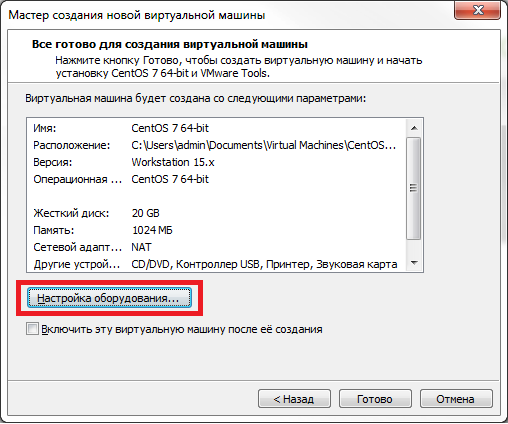 Мастер создания новой виртуальной машины
Все готово для создания виртуальной машины
Нажмите кнопку Готово, чтобы создать виртуальную машину и начать
установку CentOS 7 64-bit и VMware Tools.
Виртуальная машина будет создана со следующими параметрами:
Имя: CentOS 7 64-bit
Расположение: C:\Users\admin\Documents\Virtual Machines\CentOS...
Версия: Workstation 15.x
Операционная ... CentOS 7 64-bit
Жесткий диск: 20 GB
Память: 1024 МБ
Сетевой адапт... NAT
Другие устрой... CD/DVD, Контроллер USB, Принтер, Звуковая карта
Настройка оборудования...
Включить эту виртуальную машину после её создания
< Назад Готово Отмена